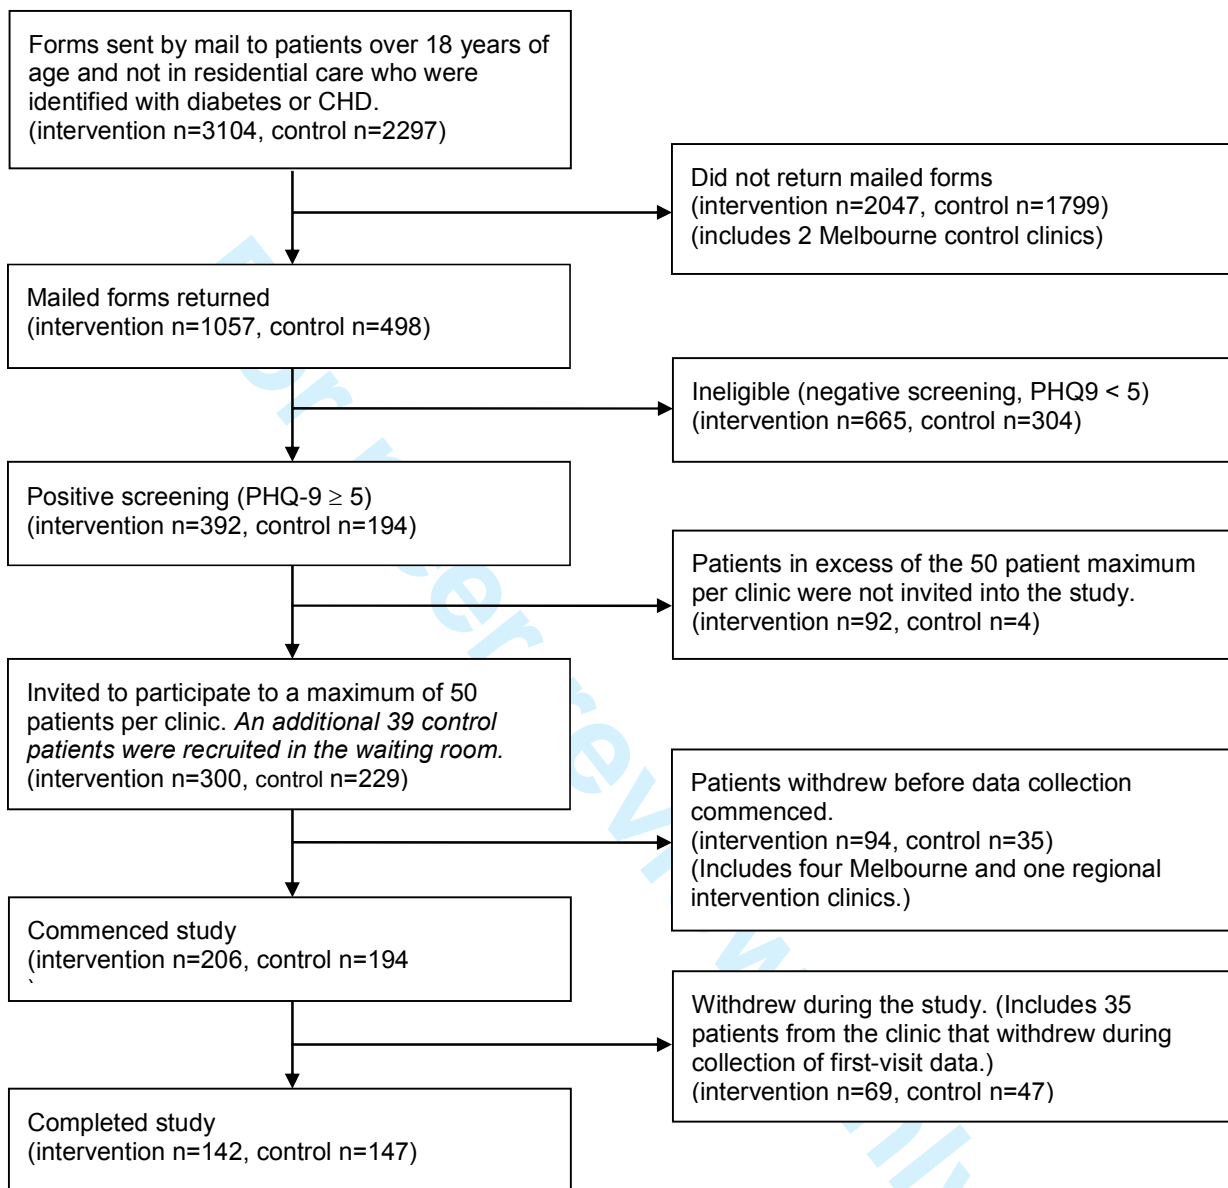 Forms sent by mail to patients over 18 years of
age and not in residential care who were
identified with diabetes or CHD.
(intervention n=3104, control n=2297)
Did not return mailed forms
(intervention n=2047, control n=1799)
(includes 2 Melbourne control clinics)
Mailed forms returned
(intervention n=1057, control n=498)
Ineligible (negative screening, PHQ9 < 5)
(intervention n=665, control n=304)
Positive screening (PHQ-9 ≥ 5)
(intervention n=392, control n=194)
Patients in excess of the 50 patient maximum
per clinic were not invited into the study.
(intervention n=92, control n=4)
Invited to participate to a maximum of 50
patients per clinic. An additional 39 control
patients were recruited in the waiting room.
(intervention n=300, control n=229)
Patients withdrew before data collection
commenced.
(intervention n=94, control n=35)
(Includes four Melbourne and one regional
intervention clinics.)
Commenced study
(intervention n=206, control n=194
`
Withdrew during the study. (Includes 35
patients from the clinic that withdrew during
collection of first-visit data.)
(intervention n=69, control n=47)
Completed study
(intervention n=142, control n=147)